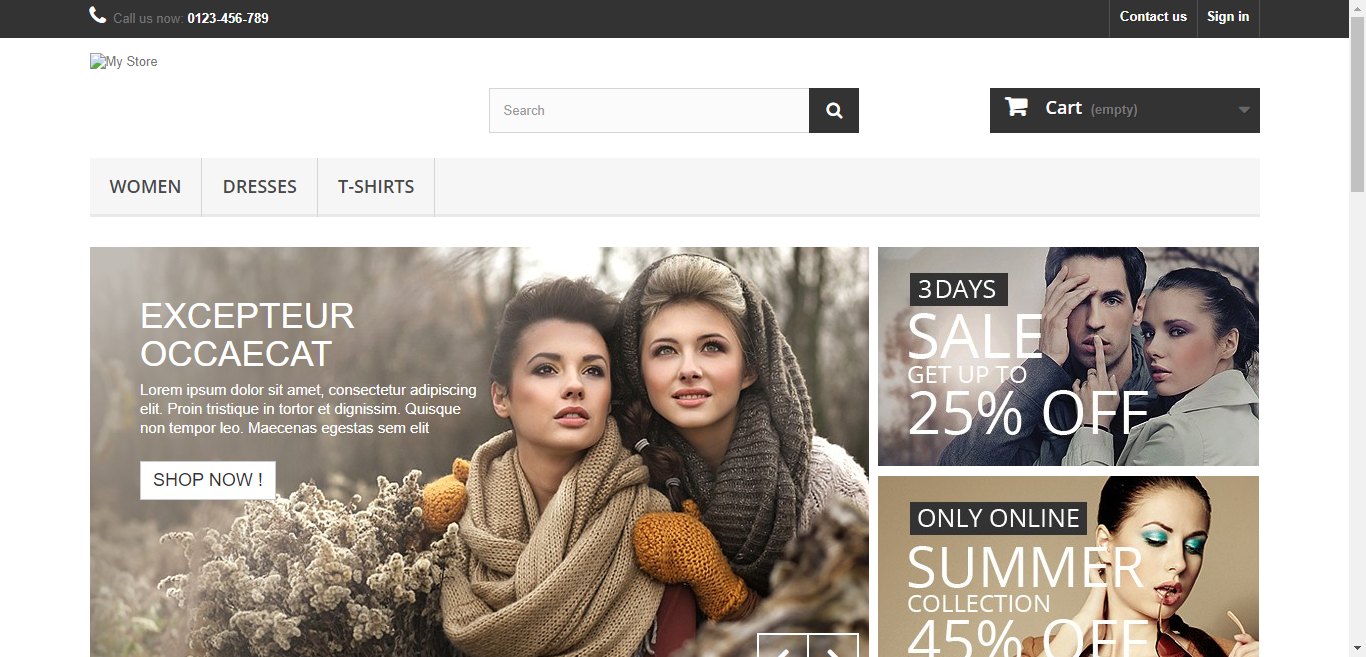 Call us now: 0123-456-789
Contact us
Sign in
My Store
Search
Cart (empty)
WOMEN
DRESSES
T-SHIRTS
EXCEPTEUR
OCCAECAT
Lorem ipsum dolor sit amet, consectetur adipiscing
elit. Proin tristique in tortor et dignissim. Quisque
non tempor leo. Maecenas egestas sem elit
SHOP NOW !
3 DAYS
SALE
GET UP TO
25% OFF
ONLY ONLINE
SUMMER
COLLECTION
45% OFF